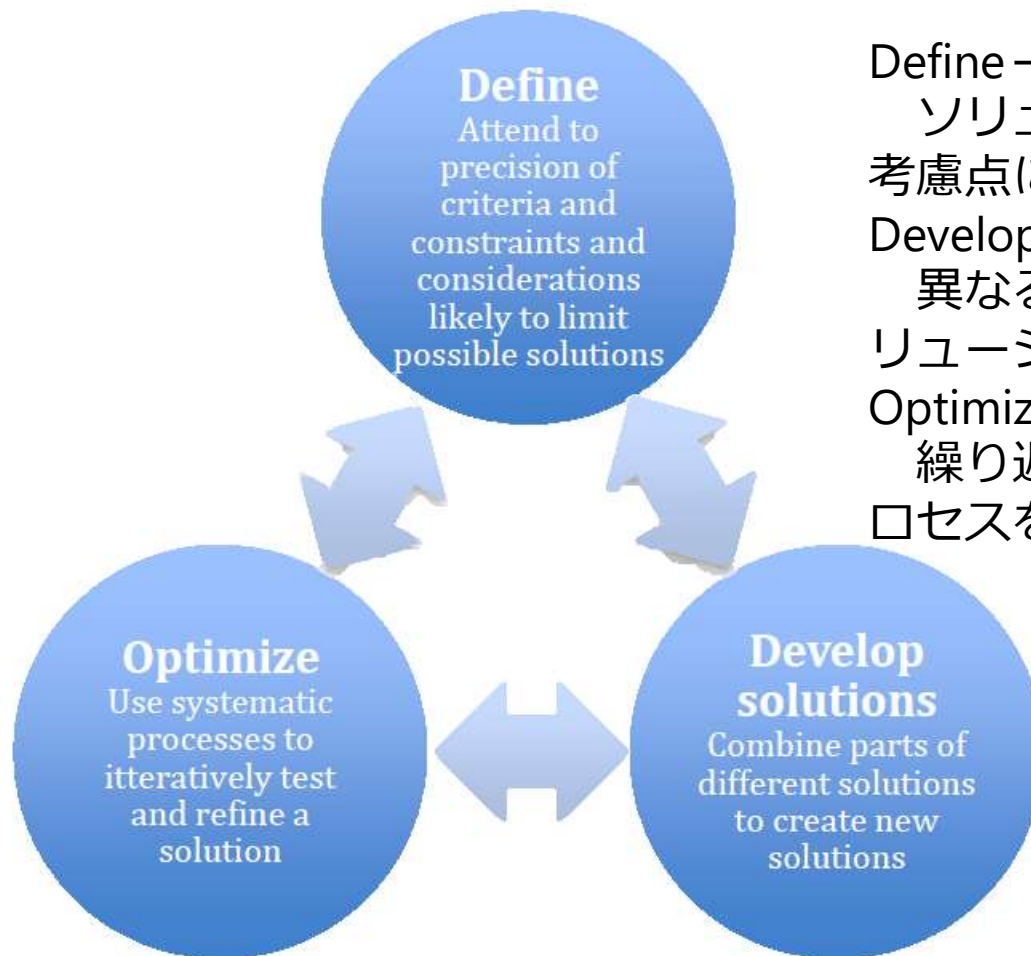 Define
Attend to
precision of
criteria and
constraints and
considerations
likely to limit
possible solutions
Optimize
Use systematic
processes to
itteratively test
and refine a
solution
Develop
solutions
Combine parts of
different solutions
to create new
solutions
Define－
ソリュ
考慮点
Develop
異なる
リューシ
Optimiz
繰り返
ロセスを